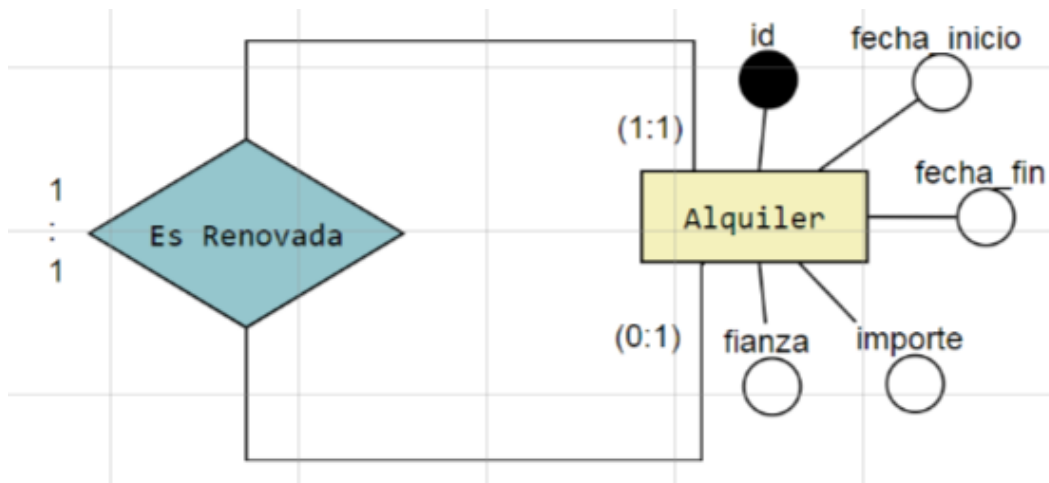 id
fecha_inicio
(1:1)
fecha_fin
1
:
1
Es Renovada
Alquiler
(0:1)
fianza
importe